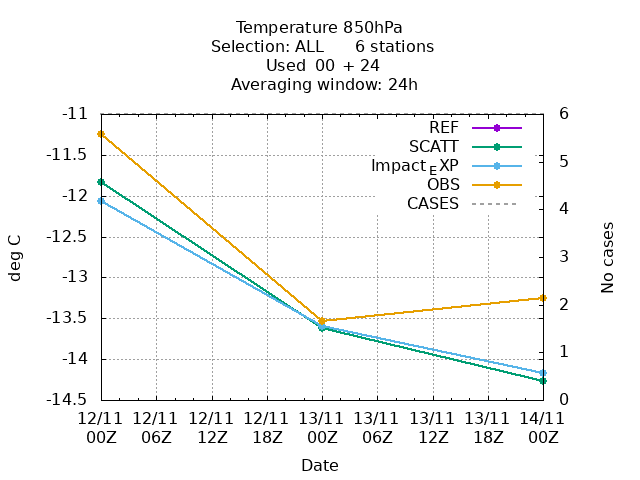 Temperature 850hPa
Selection: ALL 6 stations
Used 00 + 24
Averaging window: 24h
-11
-11.5
-12
-12.5
-13
-13.5
-14
-14.5
6
5
4
3
2
1
0
REF
SCATT
Impact_EXP
OBS
CASES
deg C
No cases
12/11 00Z
12/11 06Z
12/11 12Z
12/11 18Z
13/11 00Z
13/11 06Z
13/11 12Z
13/11 18Z
14/11 00Z
Date